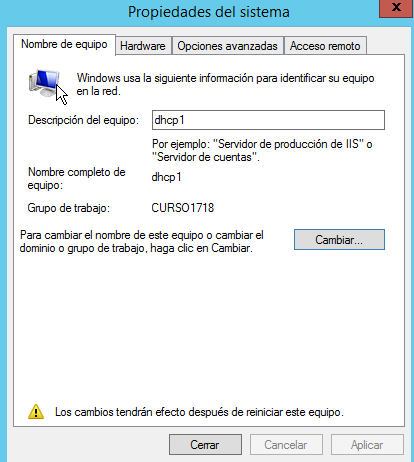 Propiedades del sistema
x
Nombre de equipo Hardware Opciones avanzadas Acceso remoto
Windows usa la siguiente información para identificar su equipo
en la red.
Descripción del equipo: dhcp1
Por ejemplo: "Servidor de producción de IIS" o
"Servidor de cuentas".
Nombre completo de
equipo: dhcp1
Grupo de trabajo: CURSO1718
Para cambiar el nombre de este equipo o cambiar el
dominio o grupo de trabajo, haga clic en Cambiar.
Cambiar...
Los cambios tendrán efecto después de reiniciar este equipo.
Cerrar Cancelar Aplicar